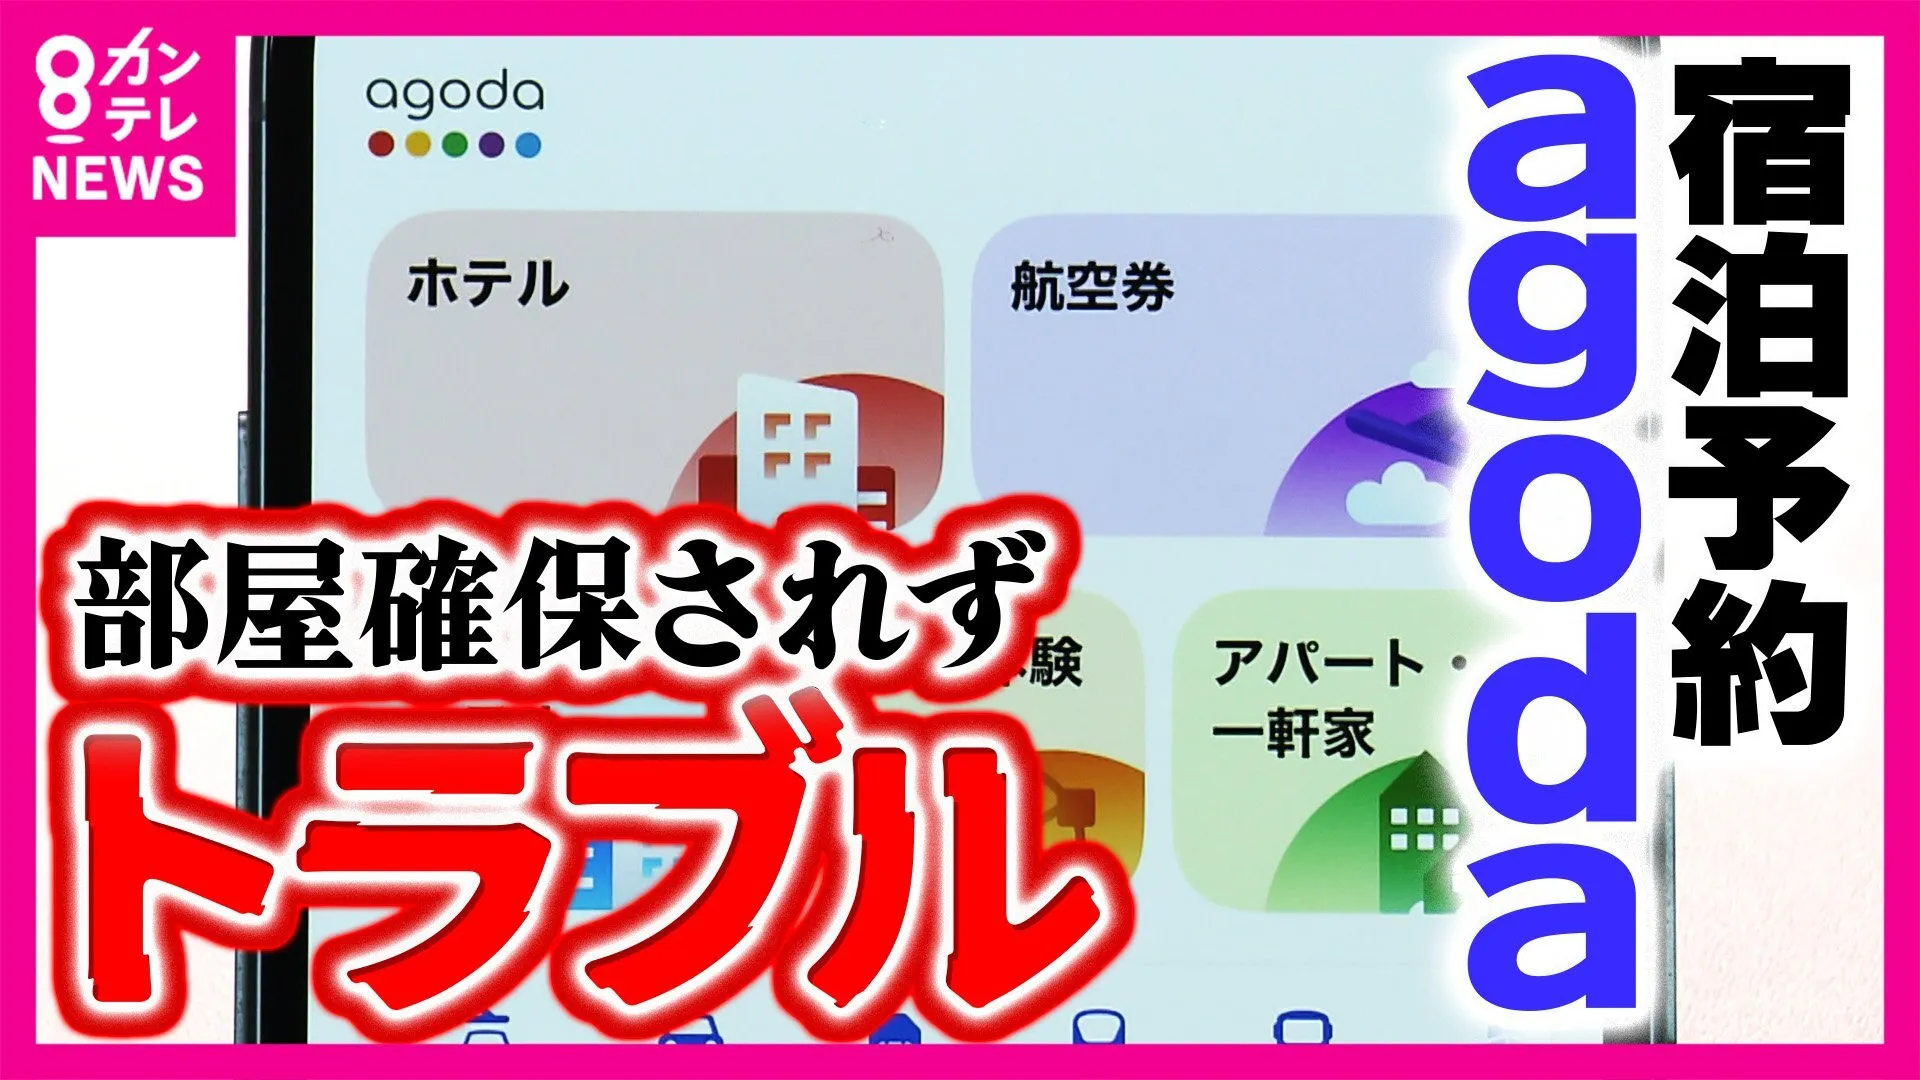 8カンテレ
NEWS
agoda
ホテル
航空券
宿泊予約
agoda
部屋確保されず
トラブル
験
アパート・
一軒家